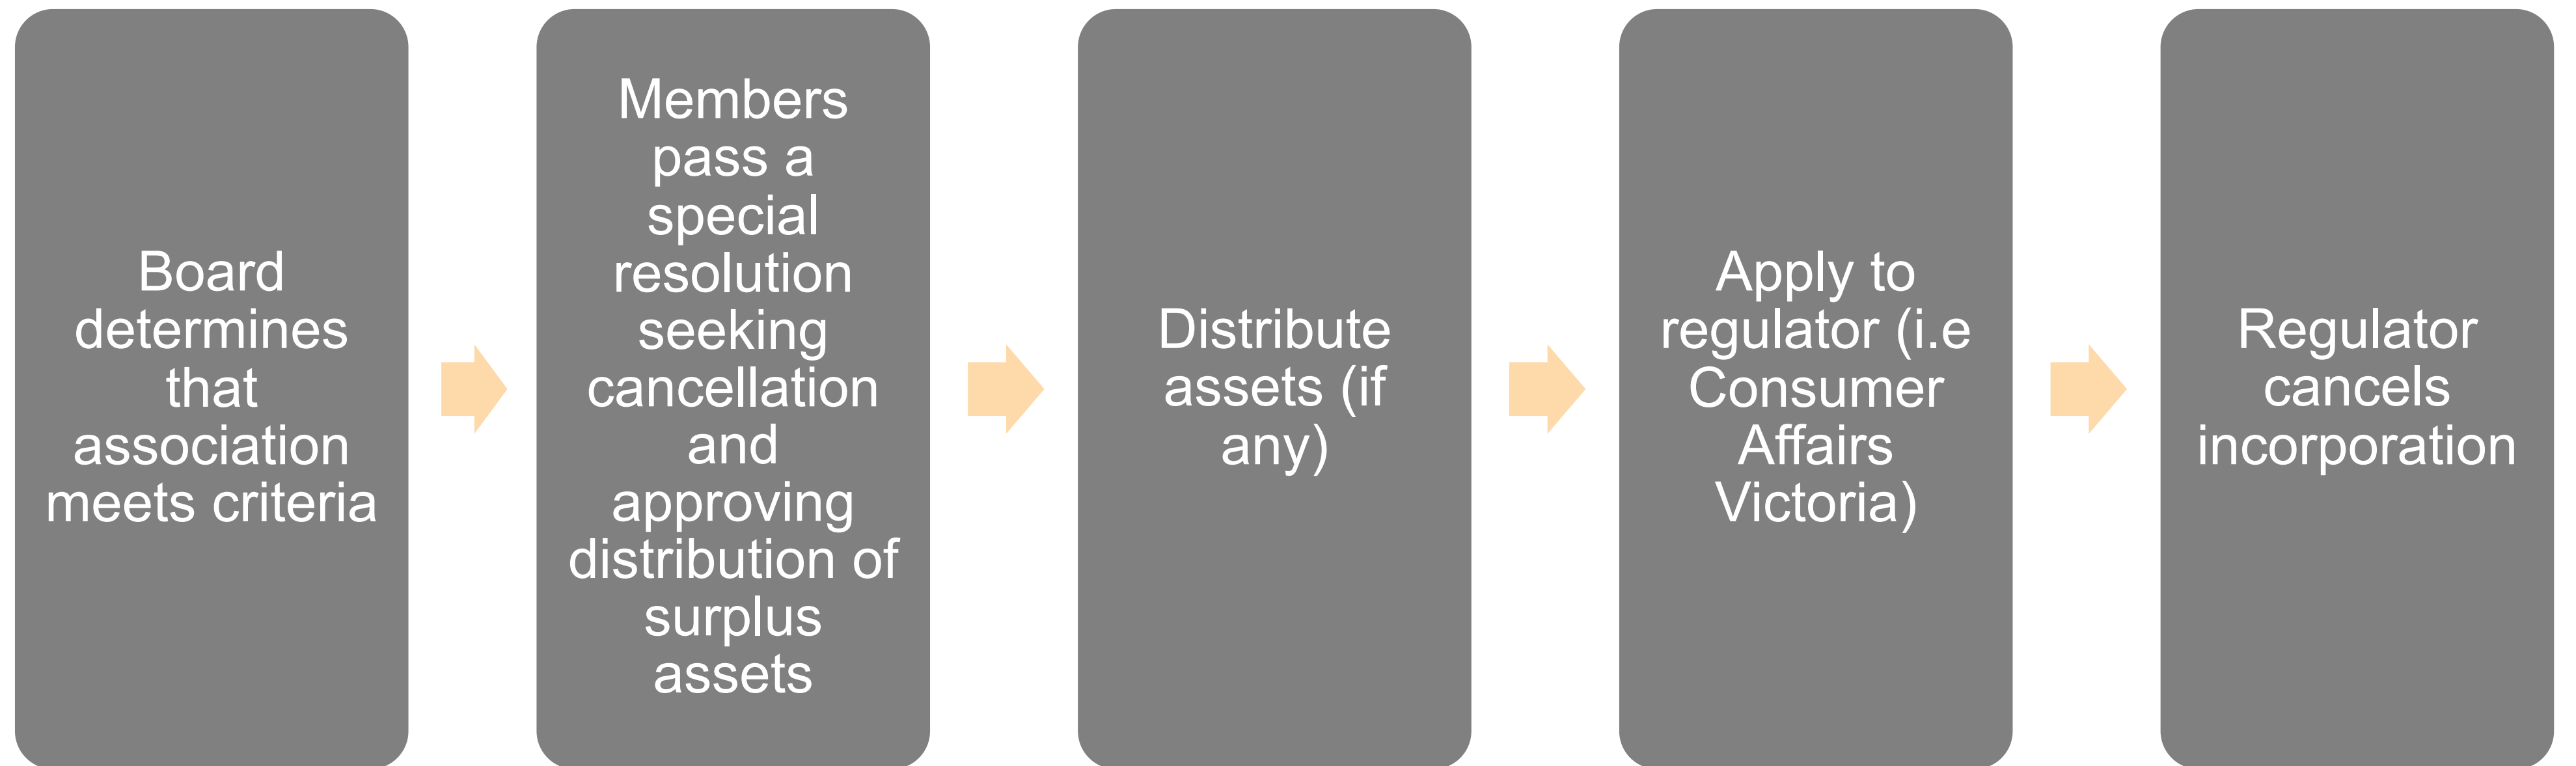 Board
determines
that
association
meets criteria
Members
pass a
special
resolution
seeking
cancellation
and
approving
distribution of
surplus
assets
Distribute
assets (if
any)
Apply to
regulator (i.e
Consumer
Affairs
Victoria)
Regulator
cancels
incorporation